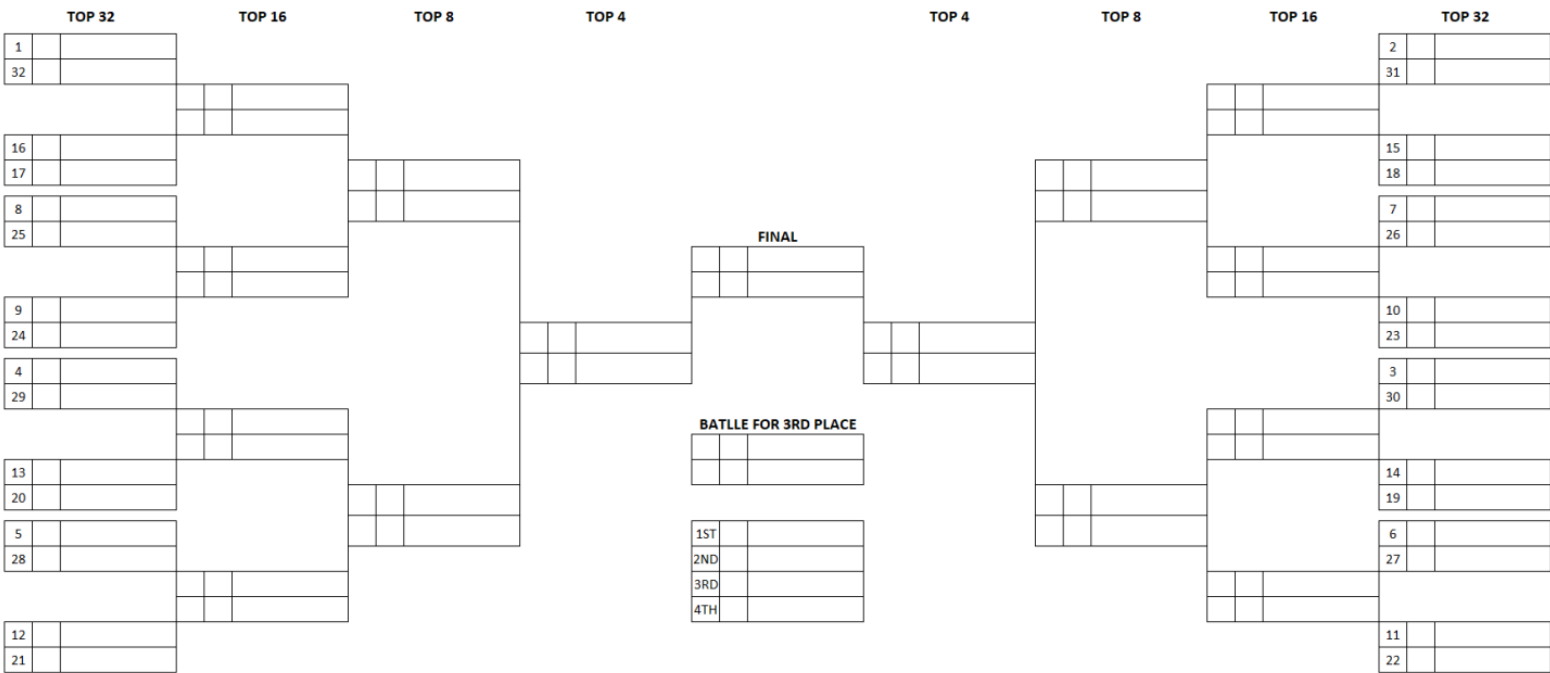 TOP 32 TOP 16 TOP 8 TOP 4 TOP 4 TOP 8 TOP 16 TOP 32
1 2
32 31
16 15
17 18
8 7
25 26
FINAL
9 10
24 23
4 3
29 30
BATLLE FOR 3RD PLACE
13 14
20 19
5 1ST 6
28 2ND 27
3RD
4TH
12 11
21 22